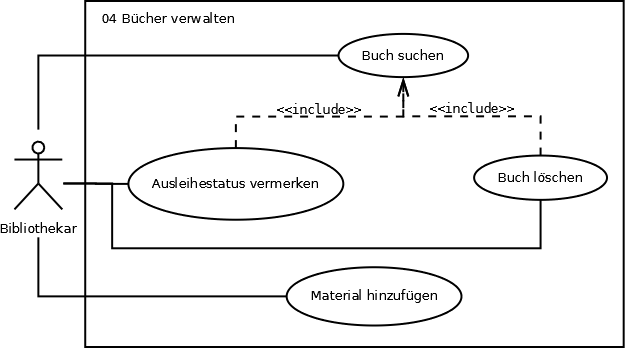 04 Bücher verwalten
Buch suchen
<<include>>
<<include>>
Ausleihestatus vermerken
Buch löschen
Bibliothekar
Material hinzufügen